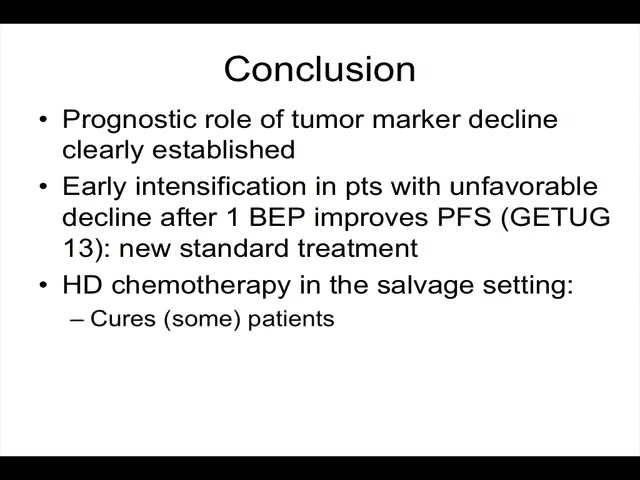 Conclusion
• Prognostic role of tumor marker decline
clearly established
• Early intensification in pts with unfavorable
decline after 1 BEP improves PFS (GETUG
13): new standard treatment
• HD chemotherapy in the salvage setting:
– Cures (some) patients